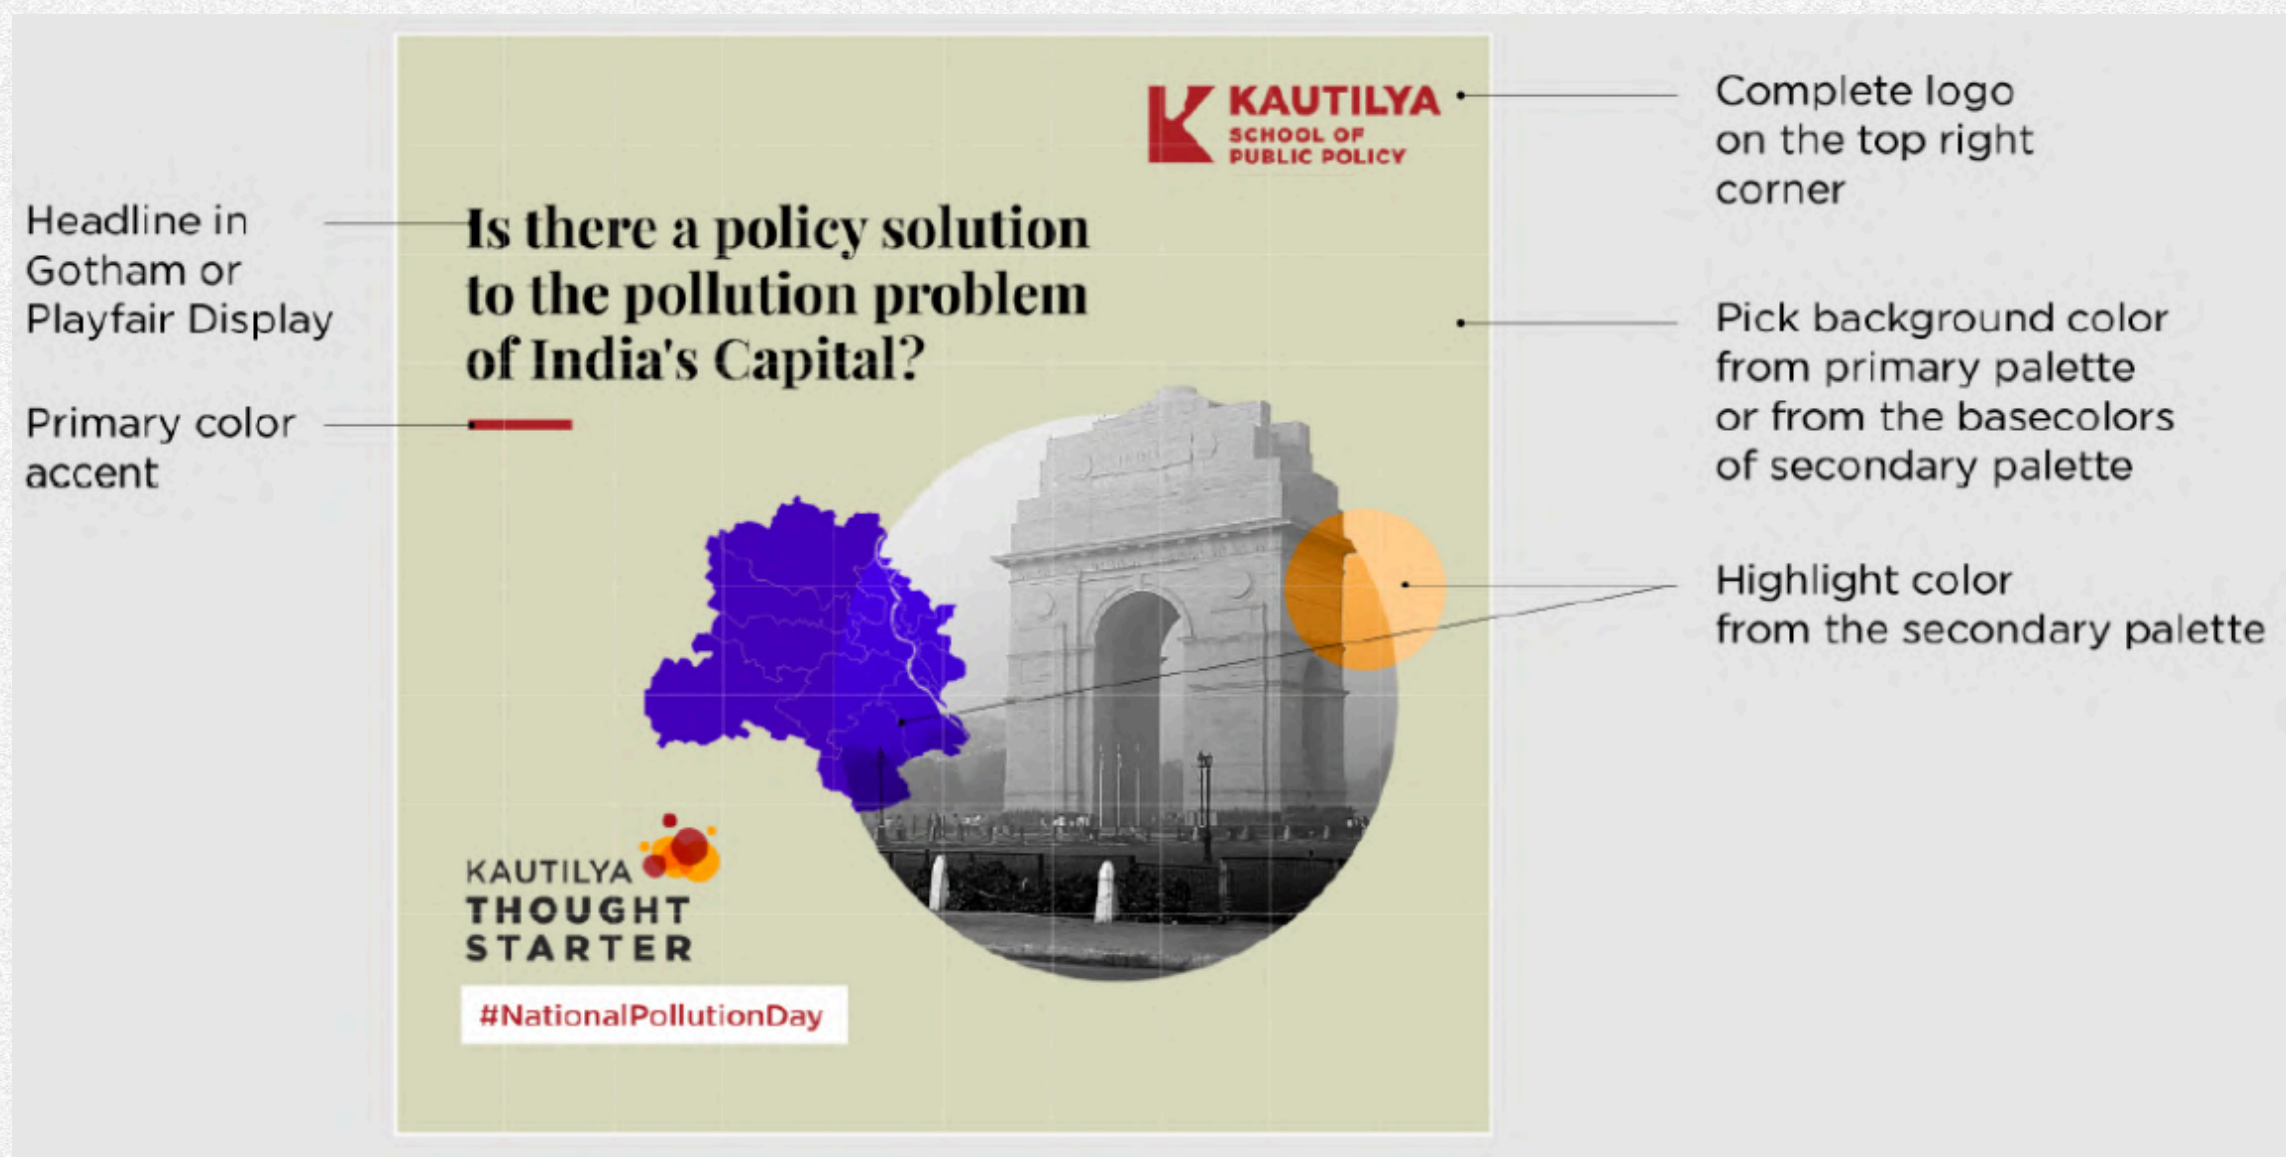 Headline in
Gotham or
Playfair Display
Primary color
accent
KAUTILYA
SCHOOL OF
PUBLIC POLICY
Is there a policy solution
to the pollution problem
of India's Capital?
KAUTILYA
THOUGHT
STARTER
#NationalPollutionDay
Complete logo
on the top right
corner
Pick background color
from primary palette
or from the basecolors
of secondary palette
Highlight color
from the secondary palette